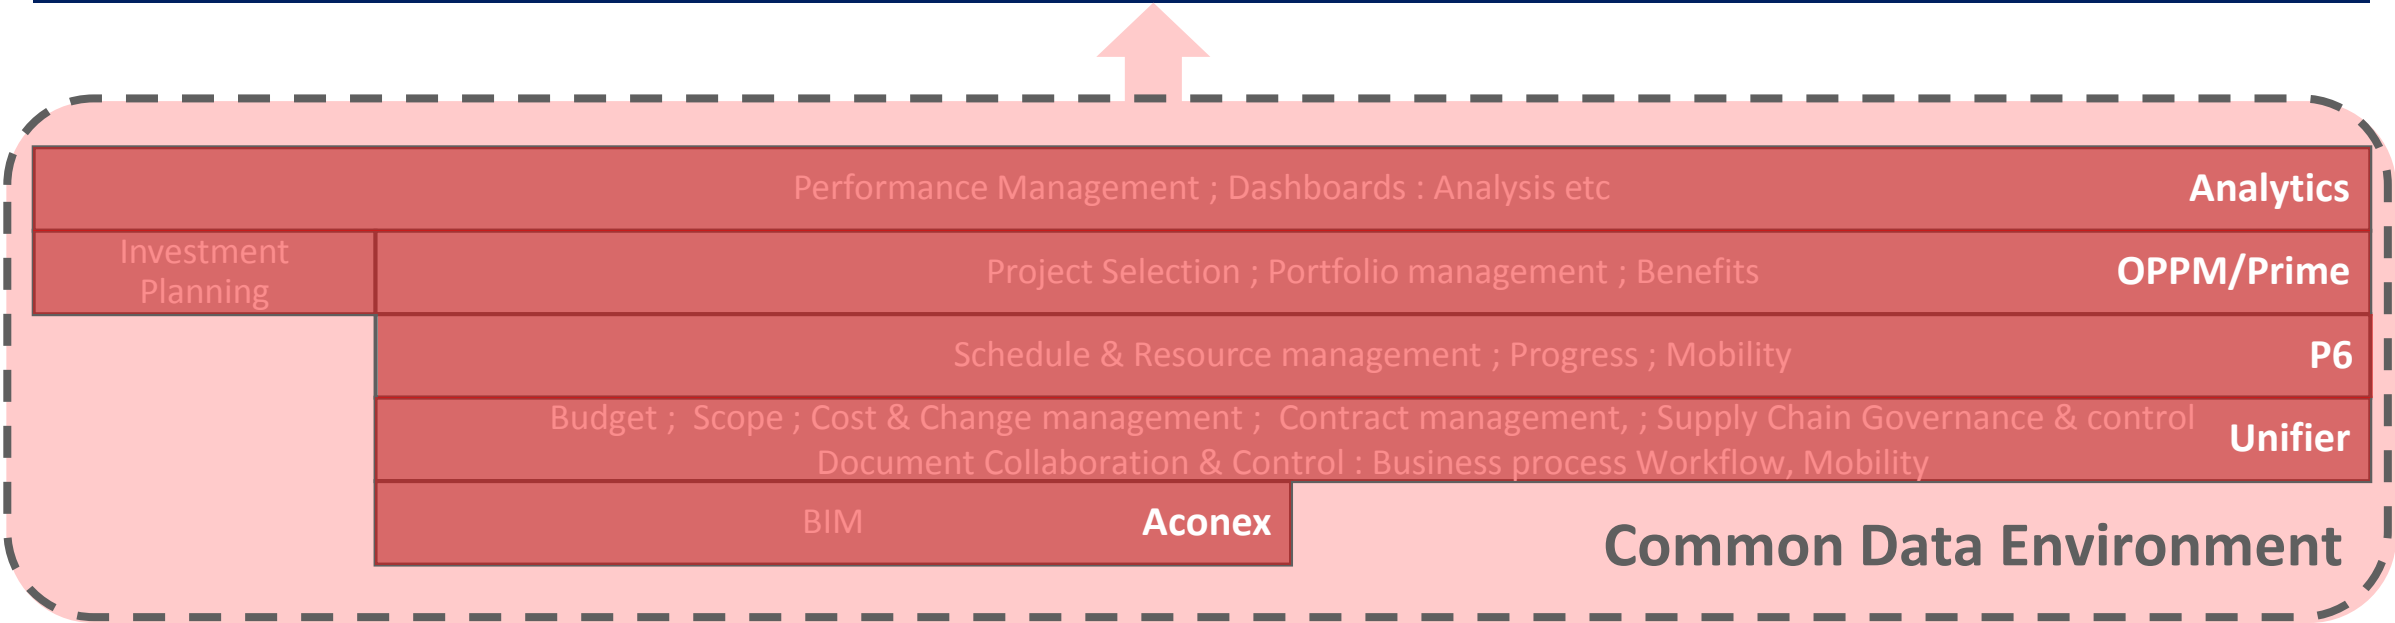 Performance Management ; Dashboards : Analysis etc
Analytics
Investment
Planning
Project Selection ; Portfolio management ; Benefits
OPPM/Prime
Schedule & Resource management ; Progress ; Mobility
P6
Budget ;  Scope ; Cost & Change management ;  Contract management, ; Supply Chain Governance & control
Document Collaboration & Control : Business process Workflow, Mobility
Unifier
BIM
Aconex
Common Data Environment